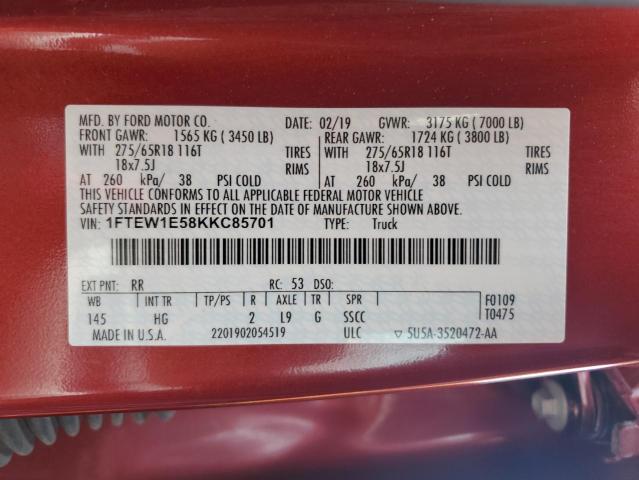 MFD. BY FORD MOTOR CO. DATE: 02/19 GVWR: 3175 KG ( 7000 LB)
FRONT GAWR: 1565 KG ( 3450 LB) REAR GAWR: 1724 KG ( 3800 LB)
WITH 275/65R18 116T TIRES WITH 275/65R18 116T TIRES
18x7.5J RIMS 18x7.5J RIMS
AT 260 kPa/ 38 PSI COLD AT 260 kPa/ 38 PSI COLD
THIS VEHICLE CONFORMS TO ALL APPLICABLE FEDERAL MOTOR VEHICLE
SAFETY STANDARDS IN EFFECT ON THE DATE OF MANUFACTURE SHOWN ABOVE.
VIN: 1FTEW1E58KKC85701 TYPE: Truck
EXT PNT: RR RC: 53 DSO:
WB INT TR TP/PS R AXLE TR SPR F0109
145 HG 2 L9 G SSCC T0475
MADE IN U.S.A. 2201902054519 ULC ▽ 5U5A-3520472-AA